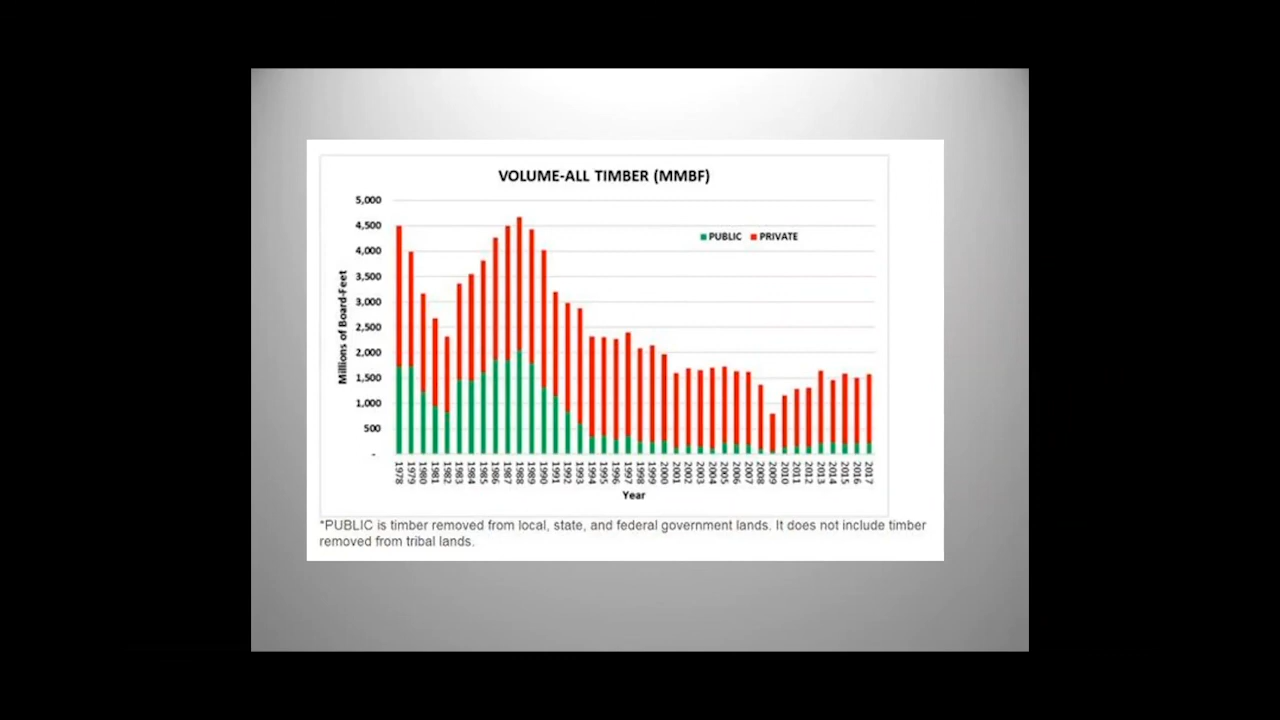 VOLUME-ALL TIMBER (MMBF)
5,000
4,500
4,000
3,500
3,000
2,500
2,000
1,500
1,000
500
-
Millions of Board-Feet
PUBLIC PRIVATE
1978 1979 1980 1981 1982 1983 1984 1985 1986 1987 1988 1989 1990 1991 1992 1993 1994 1995 1996 1997 1998 1999 2000 2001 2002 2003 2004 2005 2006 2007 2008 2009 2010 2011 2012 2013 2014 2015 2016 2017
Year
*PUBLIC is timber removed from local, state, and federal government lands. It does not include timber
removed from tribal lands.